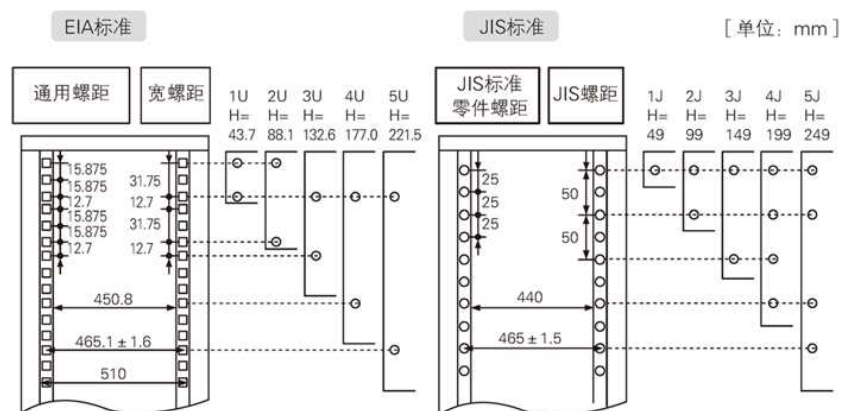 EIA标准
JIS标准
[单位：mm]
通用螺距
宽螺距
1U 2U 3U 4U 5U
H= H= H= H= H=
43.7 88.1 132.6 177.0 221.5
JIS标准
零件螺距
JIS螺距
1J 2J 3J 4J 5J
H= H= H= H= H=
49 99 149 199 249
15.875
15.875
12.7
15.875
15.875
12.7
31.75
12.7
31.75
12.7
450.8
465.1±1.6
510
25
25
25
50
50
440
465±1.5